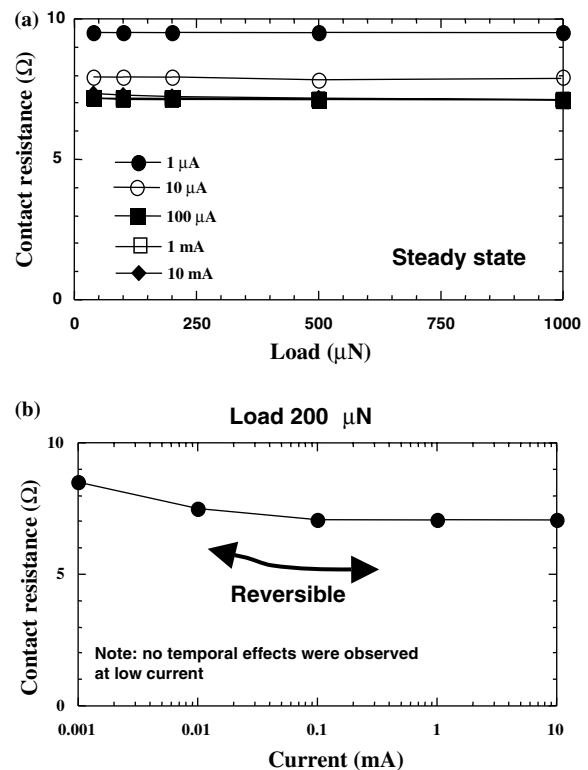 (a)
10
5
0
Contact resistance (Ω)
1 μA
10 μA
100 μA
1 mA
10 mA
Steady state
0 250 500 750 1000
Load (μN)
(b)
Load 200 μN
10
5
0
Contact resistance (Ω)
Reversible
Note: no temporal effects were observed
at low current
0.001 0.01 0.1 1 10
Current (mA)